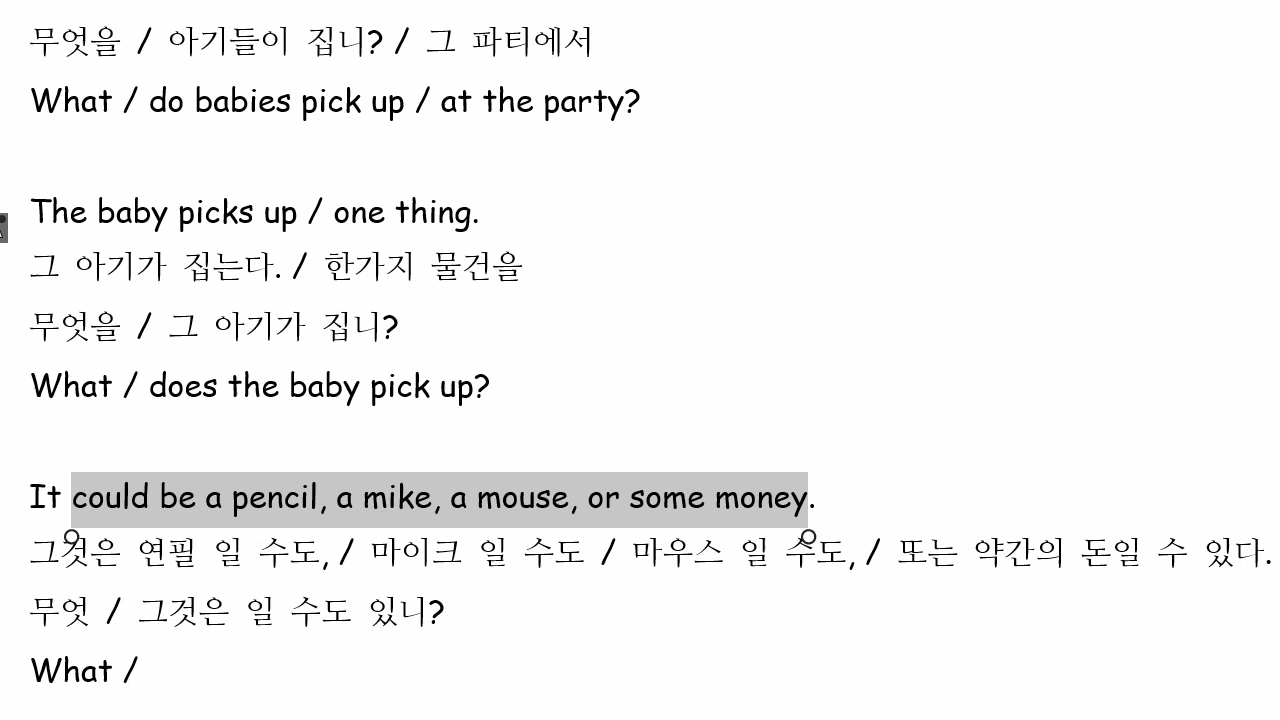 무엇을 / 아기들이 집니? / 그 파티에서
What / do babies pick up / at the party?
The baby picks up / one thing.
그 아기가 집는다. / 한가지 물건을
무엇을 / 그 아기가 집니?
What / does the baby pick up?
It could be a pencil, a mike, a mouse, or some money.
그것은 연필 일 수도, / 마이크 일 수도 / 마우스 일 수도, / 또는 약간의 돈일 수 있다.
무엇 / 그것은 일 수도 있니?
What /